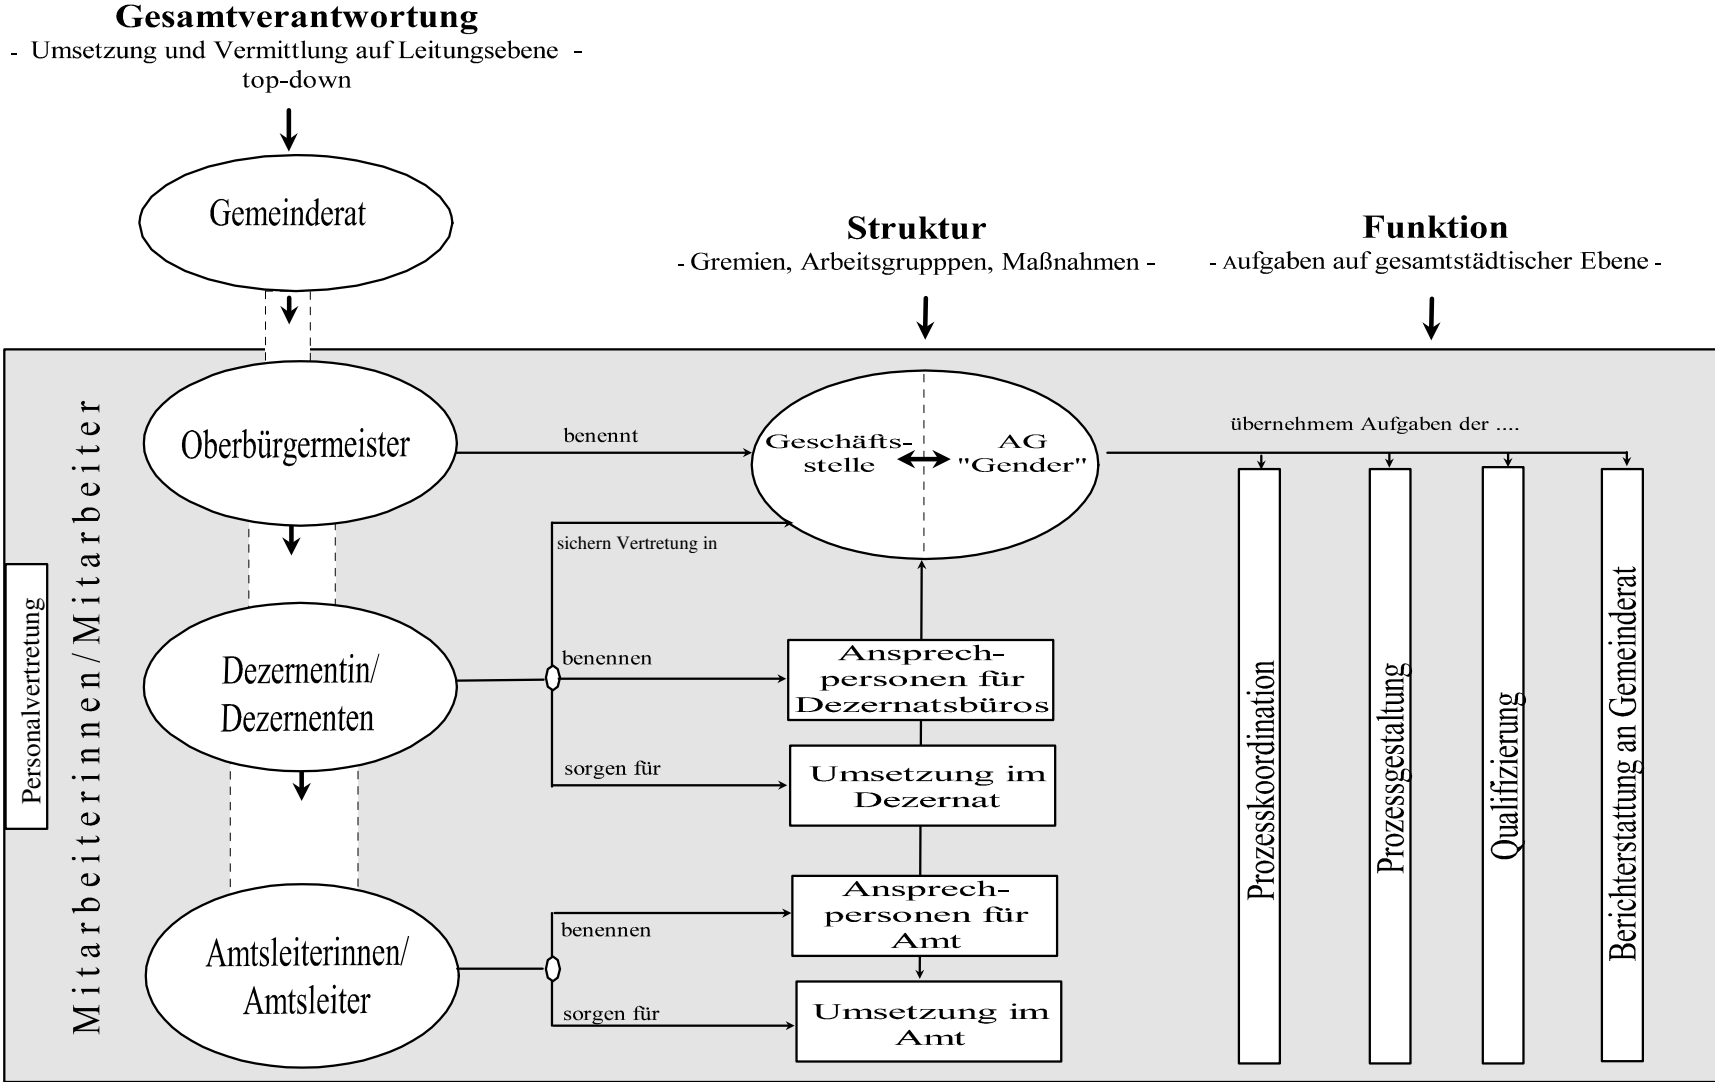 Gesamtverantwortung
- Umsetzung und Vermittlung auf Leitungsebene -
top-down
Gemeinderat
Struktur
- Gremien, Arbeitsgrupppen, Maßnahmen -
Funktion
- Aufgaben auf gesamtstädtischer Ebene -
Personalvertretung
Mitarbeiterinnen/Mitarbeiter
Oberbürgermeister
benennt
Geschäfts-
stelle
AG
"Gender"
übernehmem Aufgaben der ....
sichern Vertretung in
Dezernentin/
Dezernenten
benennen
Ansprech-
personen für
Dezernatsbüros
sorgen für
Umsetzung im
Dezernat
Amtsleiterinnen/
Amtsleiter
benennen
Ansprech-
personen für
Amt
sorgen für
Umsetzung im
Amt
Prozesskoordination
Prozessgestaltung
Qualifizierung
Berichterstattung an Gemeinderat